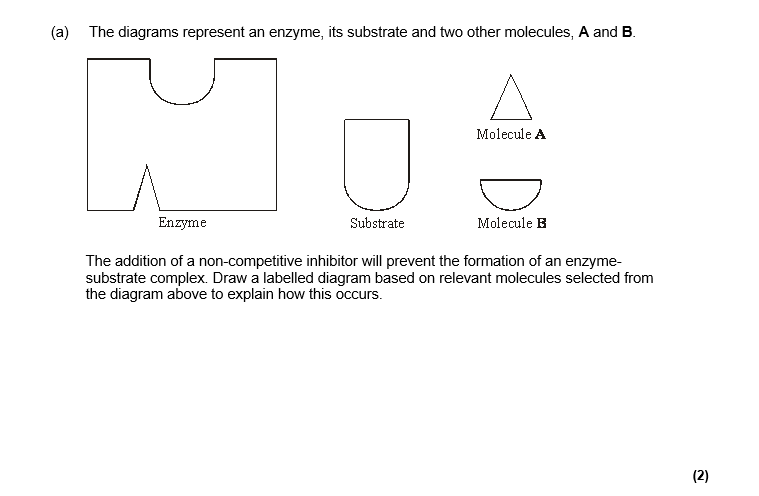 (a) The diagrams represent an enzyme, its substrate and two other molecules, A and B.
Molecule A
Enzyme
Substrate
Molecule B
The addition of a non-competitive inhibitor will prevent the formation of an enzyme-
substrate complex. Draw a labelled diagram based on relevant molecules selected from
the diagram above to explain how this occurs.
(2)